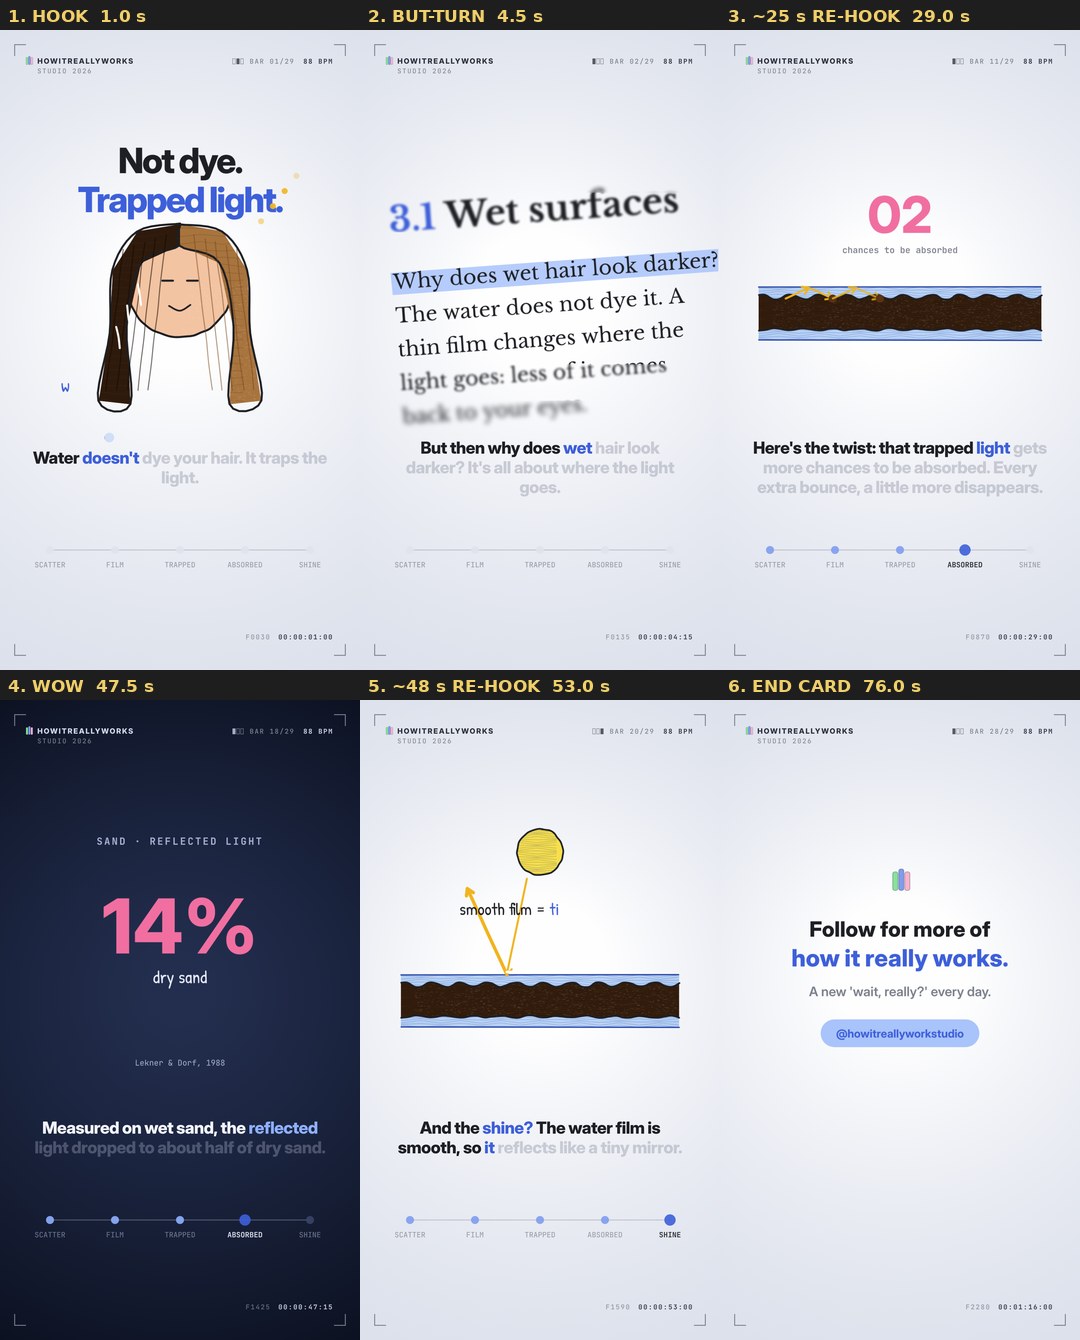 1. HOOK 1.0 s
HOWITREALLYWORKS
STUDIO 2026
BAR 01/29 88 BPM
Not dye.
Trapped light.
w
Water doesn't dye your hair. It traps the
light.
SCATTER FILM TRAPPED ABSORBED SHINE
F0030 00:00:01:00
2. BUT-TURN 4.5 s
HOWITREALLYWORKS
STUDIO 2026
BAR 02/29 88 BPM
3.1 Wet surfaces
Why does wet hair look darker?
The water does not dye it. A
thin film changes where the
light goes: less of it comes
back to your eyes.
But then why does wet hair look
darker? It's all about where the light
goes.
SCATTER FILM TRAPPED ABSORBED SHINE
F0135 00:00:04:15
3. ~25 s RE-HOOK 29.0 s
HOWITREALLYWORKS
STUDIO 2026
BAR 11/29 88 BPM
02
chances to be absorbed
Here's the twist: that trapped light gets
more chances to be absorbed. Every
extra bounce, a little more disappears.
SCATTER FILM TRAPPED ABSORBED SHINE
F0870 00:00:29:00
4. WOW 47.5 s
HOWITREALLYWORKS
STUDIO 2026
BAR 18/29 88 BPM
SAND · REFLECTED LIGHT
14%
dry sand
Lekner & Dorf, 1988
Measured on wet sand, the reflected
light dropped to about half of dry sand.
SCATTER FILM TRAPPED ABSORBED SHINE
F1425 00:00:47:15
5. ~48 s RE-HOOK 53.0 s
HOWITREALLYWORKS
STUDIO 2026
BAR 20/29 88 BPM
smooth film = ti
And the shine? The water film is
smooth, so it reflects like a tiny mirror.
SCATTER FILM TRAPPED ABSORBED SHINE
F1590 00:00:53:00
6. END CARD 76.0 s
HOWITREALLYWORKS
STUDIO 2026
BAR 28/29 88 BPM
Follow for more of
how it really works.
A new 'wait, really?' every day.
@howitreallyworkstudio
F2280 00:01:16:00